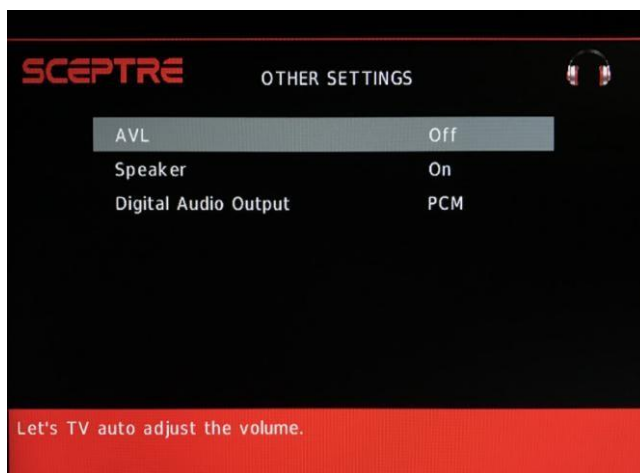 SCEPTRE OTHER SETTINGS
AVL Off
Speaker On
Digital Audio Output PCM
Let's TV auto adjust the volume.